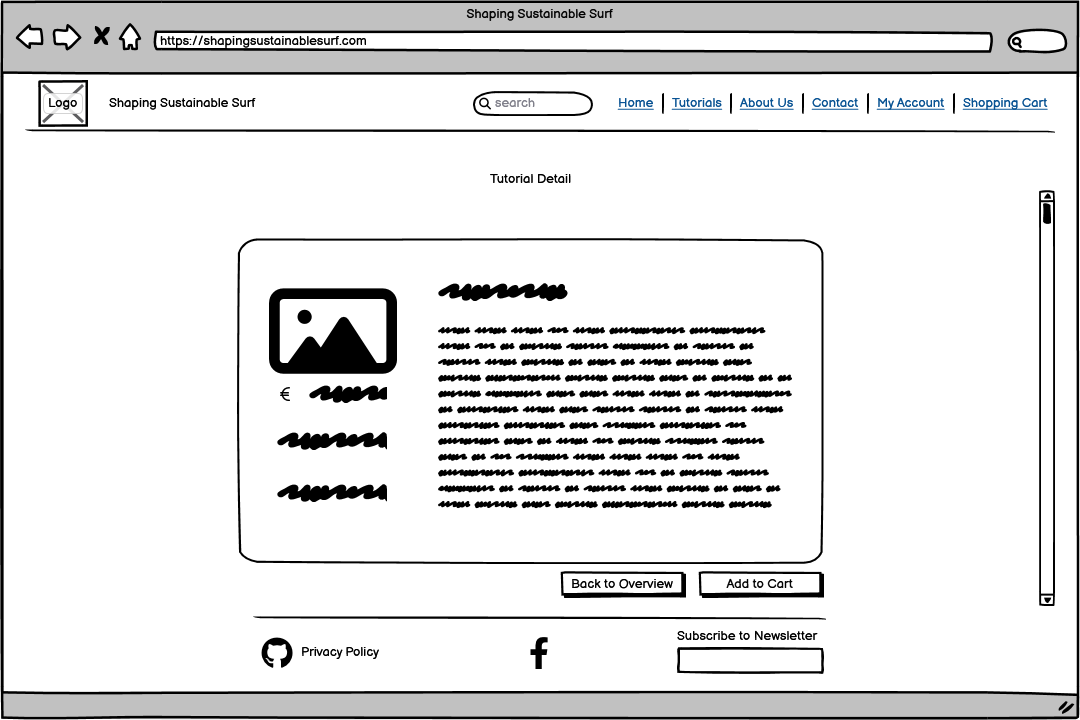 Shaping Sustainable Surf
https://shapingsustainablesurf.com
Logo
Shaping Sustainable Surf
search
Home
Tutorials
About Us
Contact
My Account
Shopping Cart
Tutorial Detail
€
Back to Overview
Add to Cart
Privacy Policy
Subscribe to Newsletter